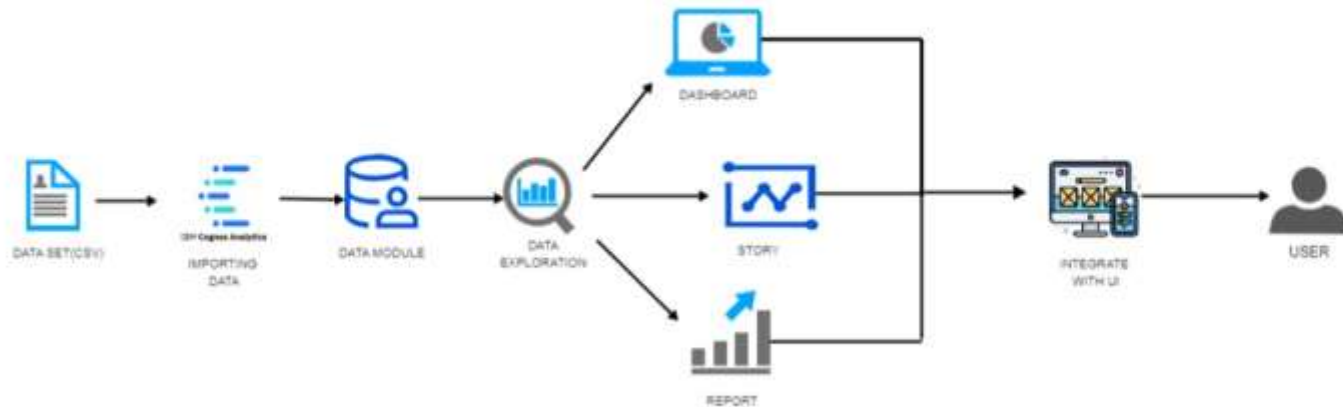 DASHBOARD
DATA SET(CSV)
IBM Cognos Analytics
IMPORTING
DATA
DATA MODULE
DATA
EXPLORATION
STORY
INTEGRATE
WITH UI
USER
REPORT